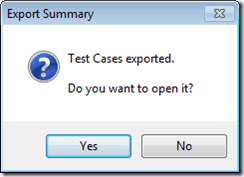 Export Summary
Test Cases exported.
Do you want to open it?
Yes No